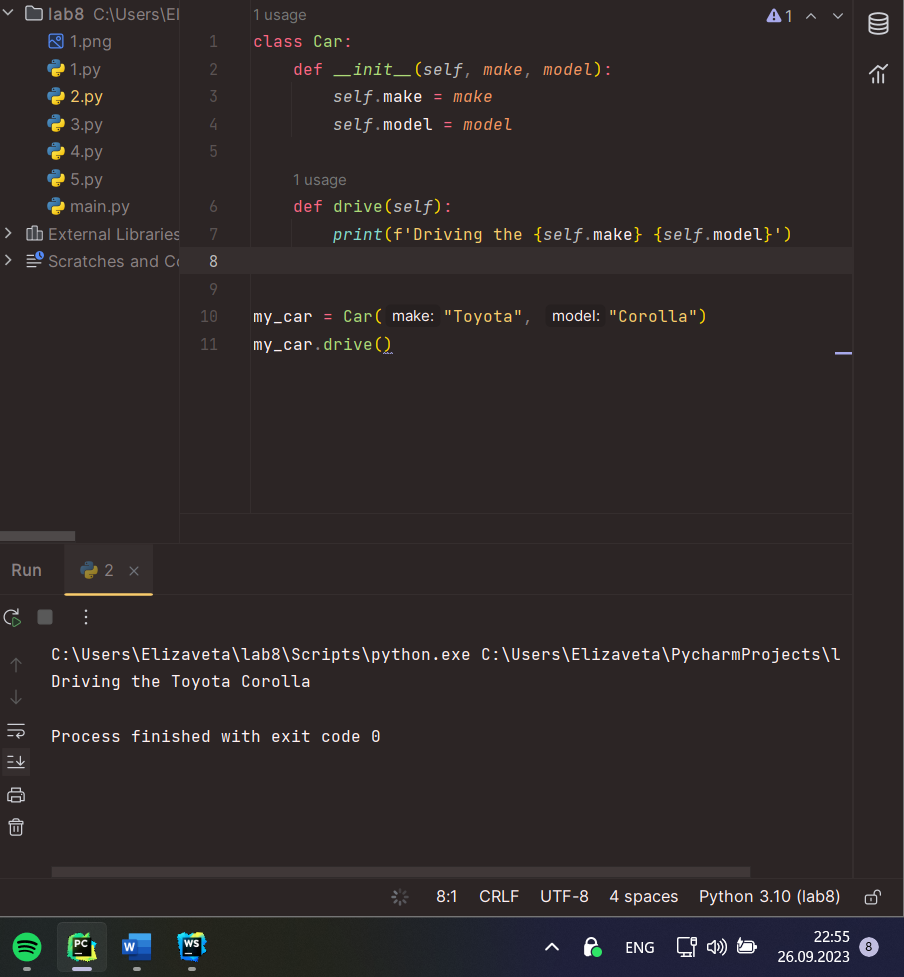 lab8 C:\Users\El
1.png
1.py
2.py
3.py
4.py
5.py
main.py
External Libraries
Scratches and Co
1 usage
1
1 class Car:
2 def __init__(self, make, model):
3 self.make = make
4 self.model = model
5
1 usage
6 def drive(self):
7 print(f'Driving the {self.make} {self.model}')
8
9
10 my_car = Car( make: "Toyota", model: "Corolla")
11 my_car.drive()
Run 2
C:\Users\Elizaveta\lab8\Scripts\python.exe C:\Users\Elizaveta\PycharmProjects\l
Driving the Toyota Corolla
Process finished with exit code 0
8:1 CRLF UTF-8 4 spaces Python 3.10 (lab8)
PC W WS ENG 22:55
26.09.2023 8